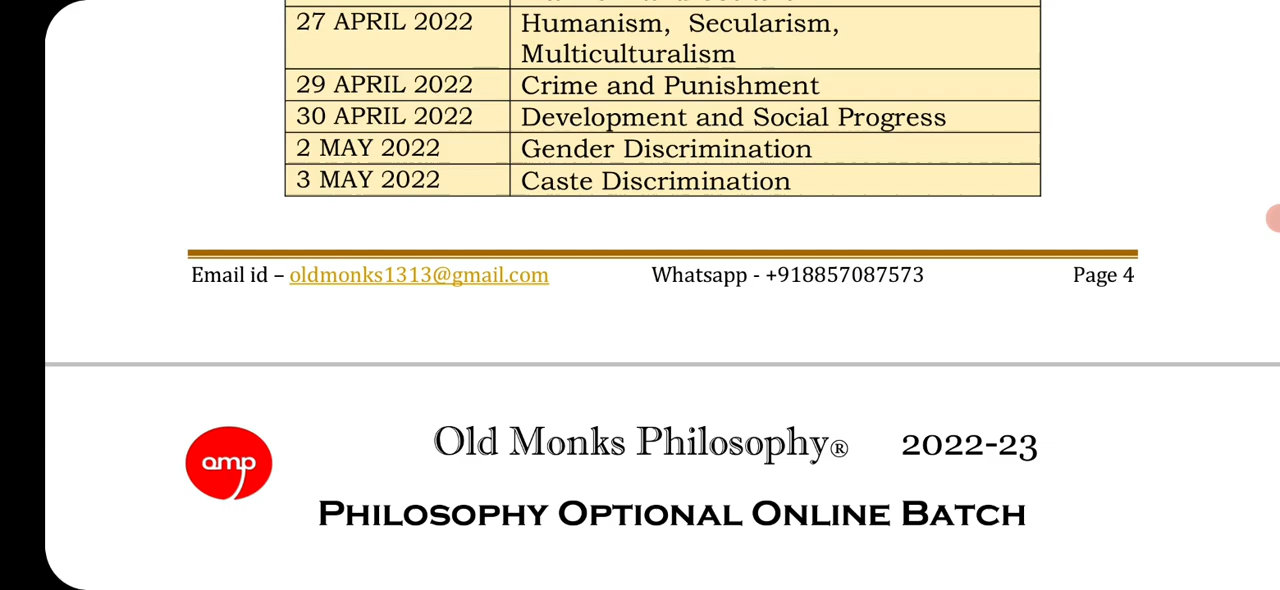 27 APRIL 2022 Humanism, Secularism,
Multiculturalism
29 APRIL 2022 Crime and Punishment
30 APRIL 2022 Development and Social Progress
2 MAY 2022 Gender Discrimination
3 MAY 2022 Caste Discrimination
Email id – oldmonks1313@gmail.com Whatsapp - +918857087573 Page 4
amp
Old Monks Philosophy® 2022-23
PHILOSOPHY OPTIONAL ONLINE BATCH